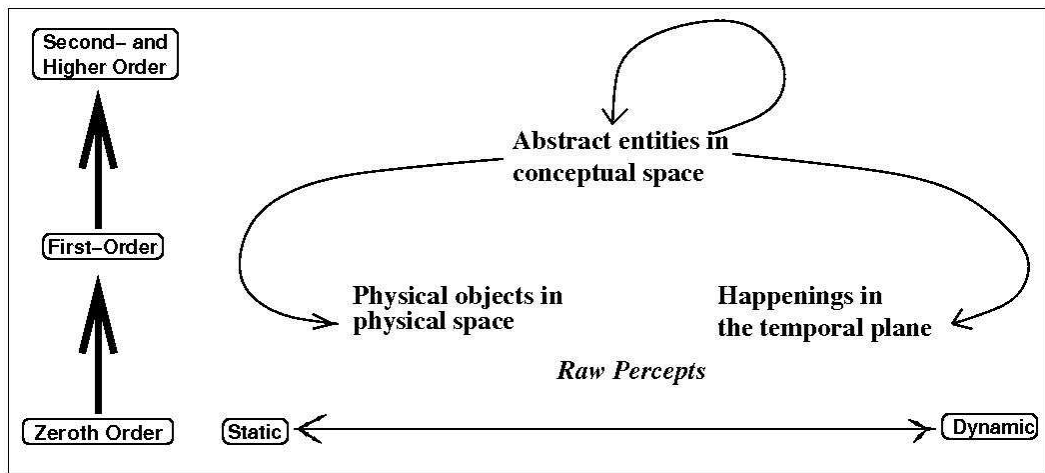 Second– and
Higher Order
Abstract entities in
conceptual space
First–Order
Physical objects in
physical space
Happenings in
the temporal plane
Raw Percepts
Zeroth Order
Static
Dynamic